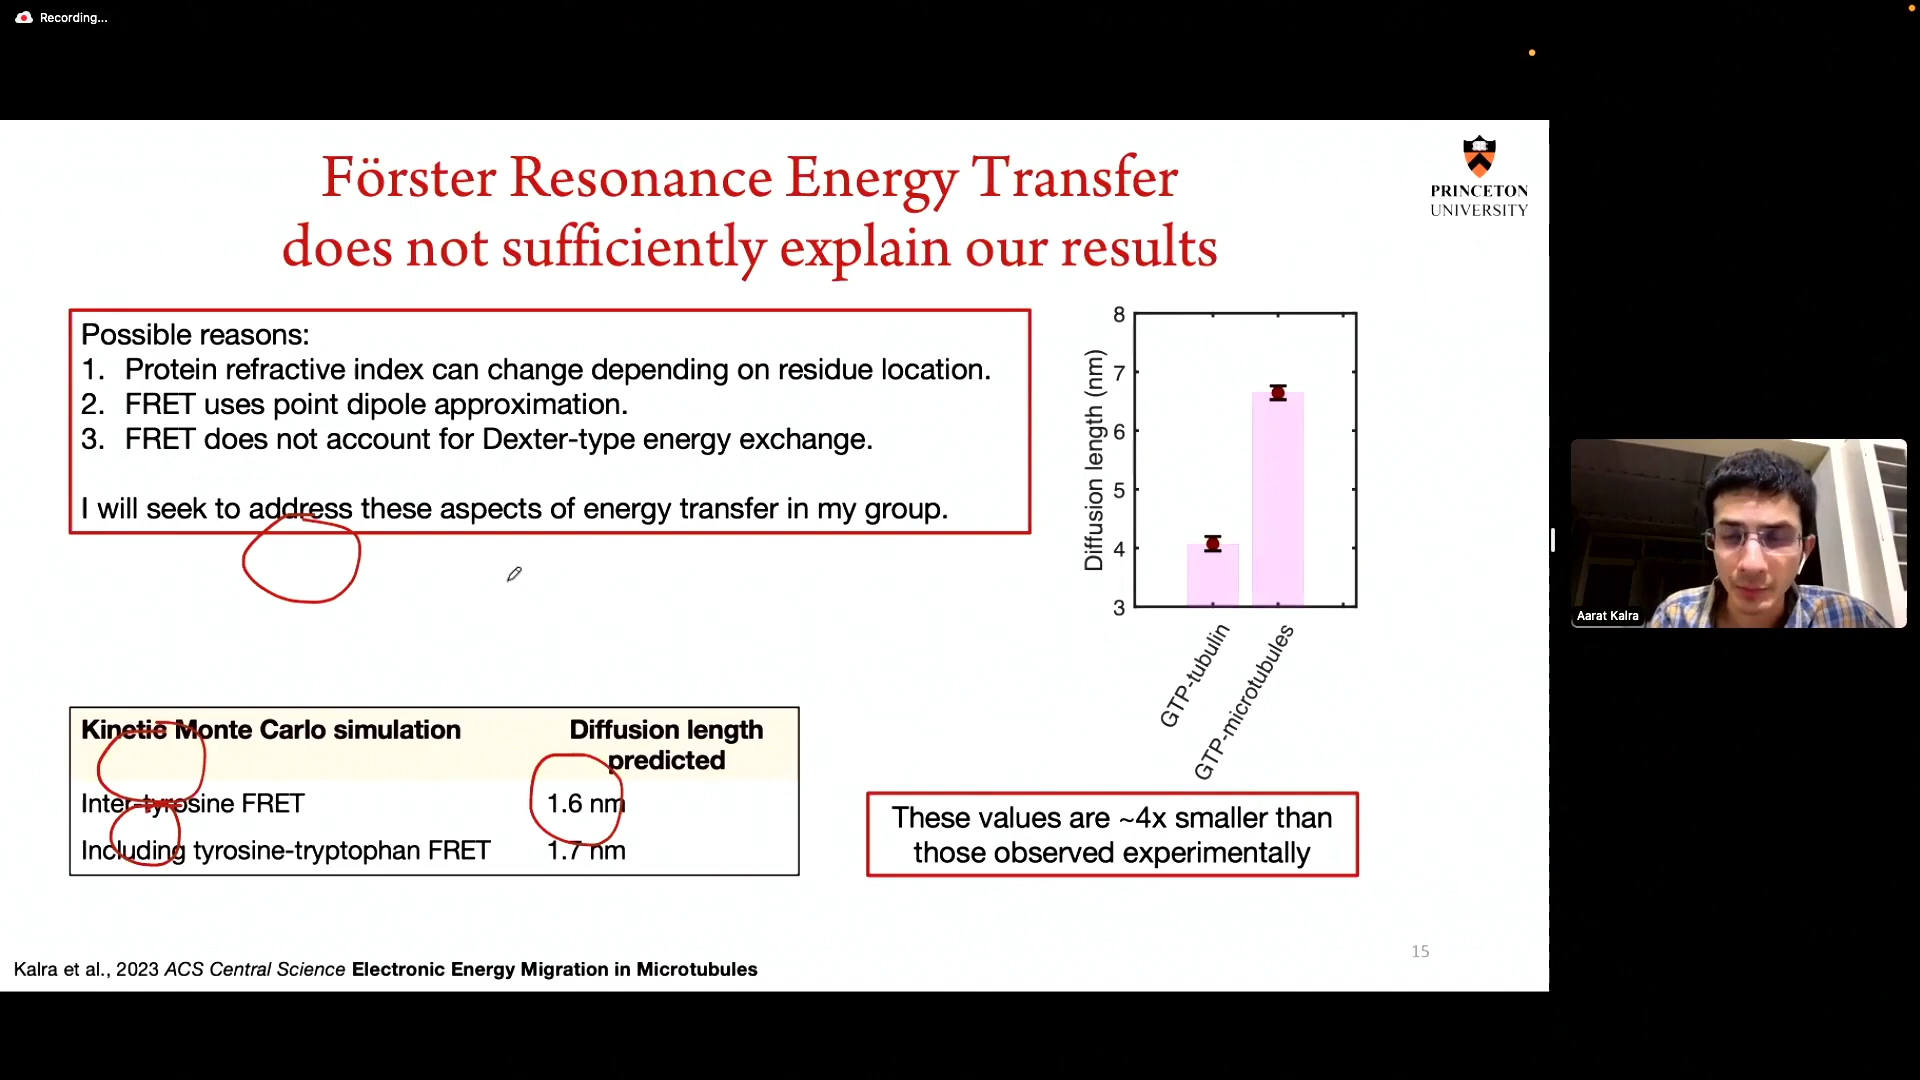 Recording...
PRINCETON
UNIVERSITY
Förster Resonance Energy Transfer
does not sufficiently explain our results
Possible reasons:
1. Protein refractive index can change depending on residue location.
2. FRET uses point dipole approximation.
3. FRET does not account for Dexter-type energy exchange.
I will seek to address these aspects of energy transfer in my group.
8
7
6
5
4
3
Diffusion length (nm)
GTP-tubulin
GTP-microtubules
Aarat Kalra
Kinetic Monte Carlo simulation Diffusion length
predicted
Inter-tyrosine FRET 1.6 nm
Including tyrosine-tryptophan FRET 1.7 nm
These values are ~4x smaller than
those observed experimentally
15
Kalra et al., 2023 ACS Central Science Electronic Energy Migration in Microtubules